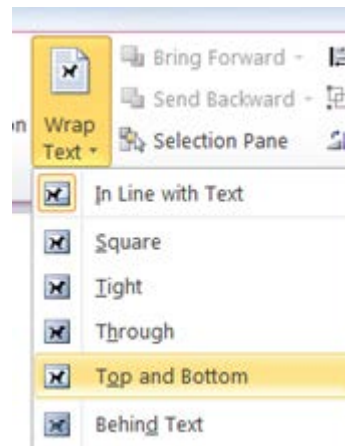 Bring Forward
Send Backward
Wrap
Text
Selection Pane
In Line with Text
Square
Tight
Through
Top and Bottom
Behind Text